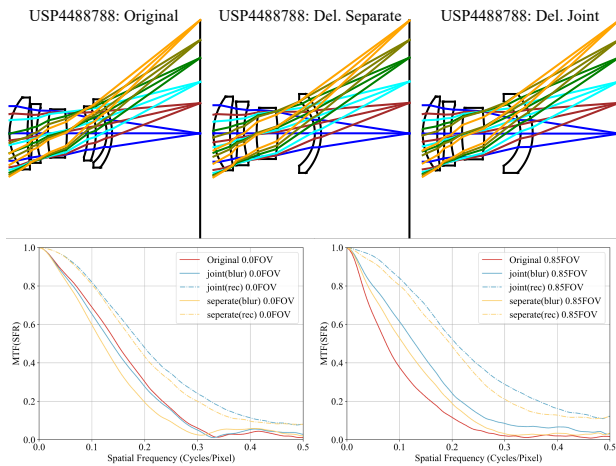 USP4488788: Original
USP4488788: Del. Separate
USP4488788: Del. Joint
1.0
0.8
0.6
0.4
0.2
0.0
MTF(SFR)
Original 0.0FOV
joint(blur) 0.0FOV
joint(rec) 0.0FOV
seperate(blur) 0.0FOV
seperate(rec) 0.0FOV
0.0 0.1 0.2 0.3 0.4 0.5
Spatial Frequency (Cycles/Pixel)
1.0
0.8
0.6
0.4
0.2
0.0
MTF(SFR)
Original 0.85FOV
joint(blur) 0.85FOV
joint(rec) 0.85FOV
seperate(blur) 0.85FOV
seperate(rec) 0.85FOV
0.0 0.1 0.2 0.3 0.4 0.5
Spatial Frequency (Cycles/Pixel)